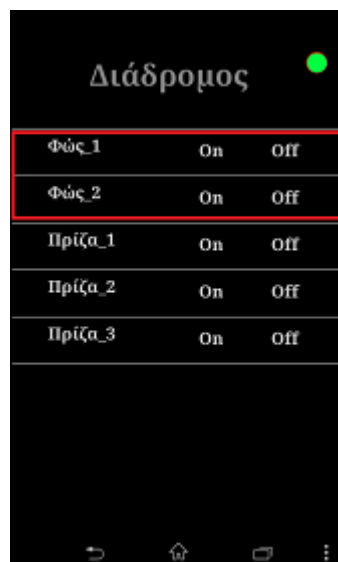 Διάδρομος
Φώς_1 On Off
Φώς_2 On Off
Πρίζα_1 On Off
Πρίζα_2 On Off
Πρίζα_3 On Off